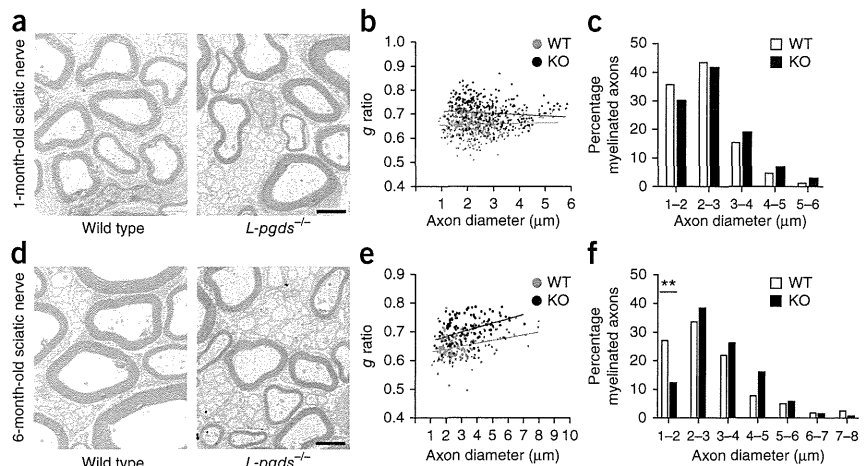 a
1-month-old sciatic nerve
Wild type
L-pgds−/−
b
g ratio
1.0
0.9
0.8
0.7
0.6
0.5
0.4
WT
KO
1 2 3 4 5 6
Axon diameter (μm)
c
Percentage
myelinated axons
50
40
30
20
10
0
WT
KO
1–2 2–3 3–4 4–5 5–6
Axon diameter (μm)
d
6-month-old sciatic nerve
Wild type
L-pgds−/−
e
g ratio
0.9
0.8
0.7
0.6
0.5
0.4
WT
KO
1 2 3 4 5 6 7 8 9 10
Axon diameter (μm)
f
Percentage
myelinated axons
50
40
30
20
10
0
**
WT
KO
1–2 2–3 3–4 4–5 5–6 6–7 7–8
Axon diameter (μm)